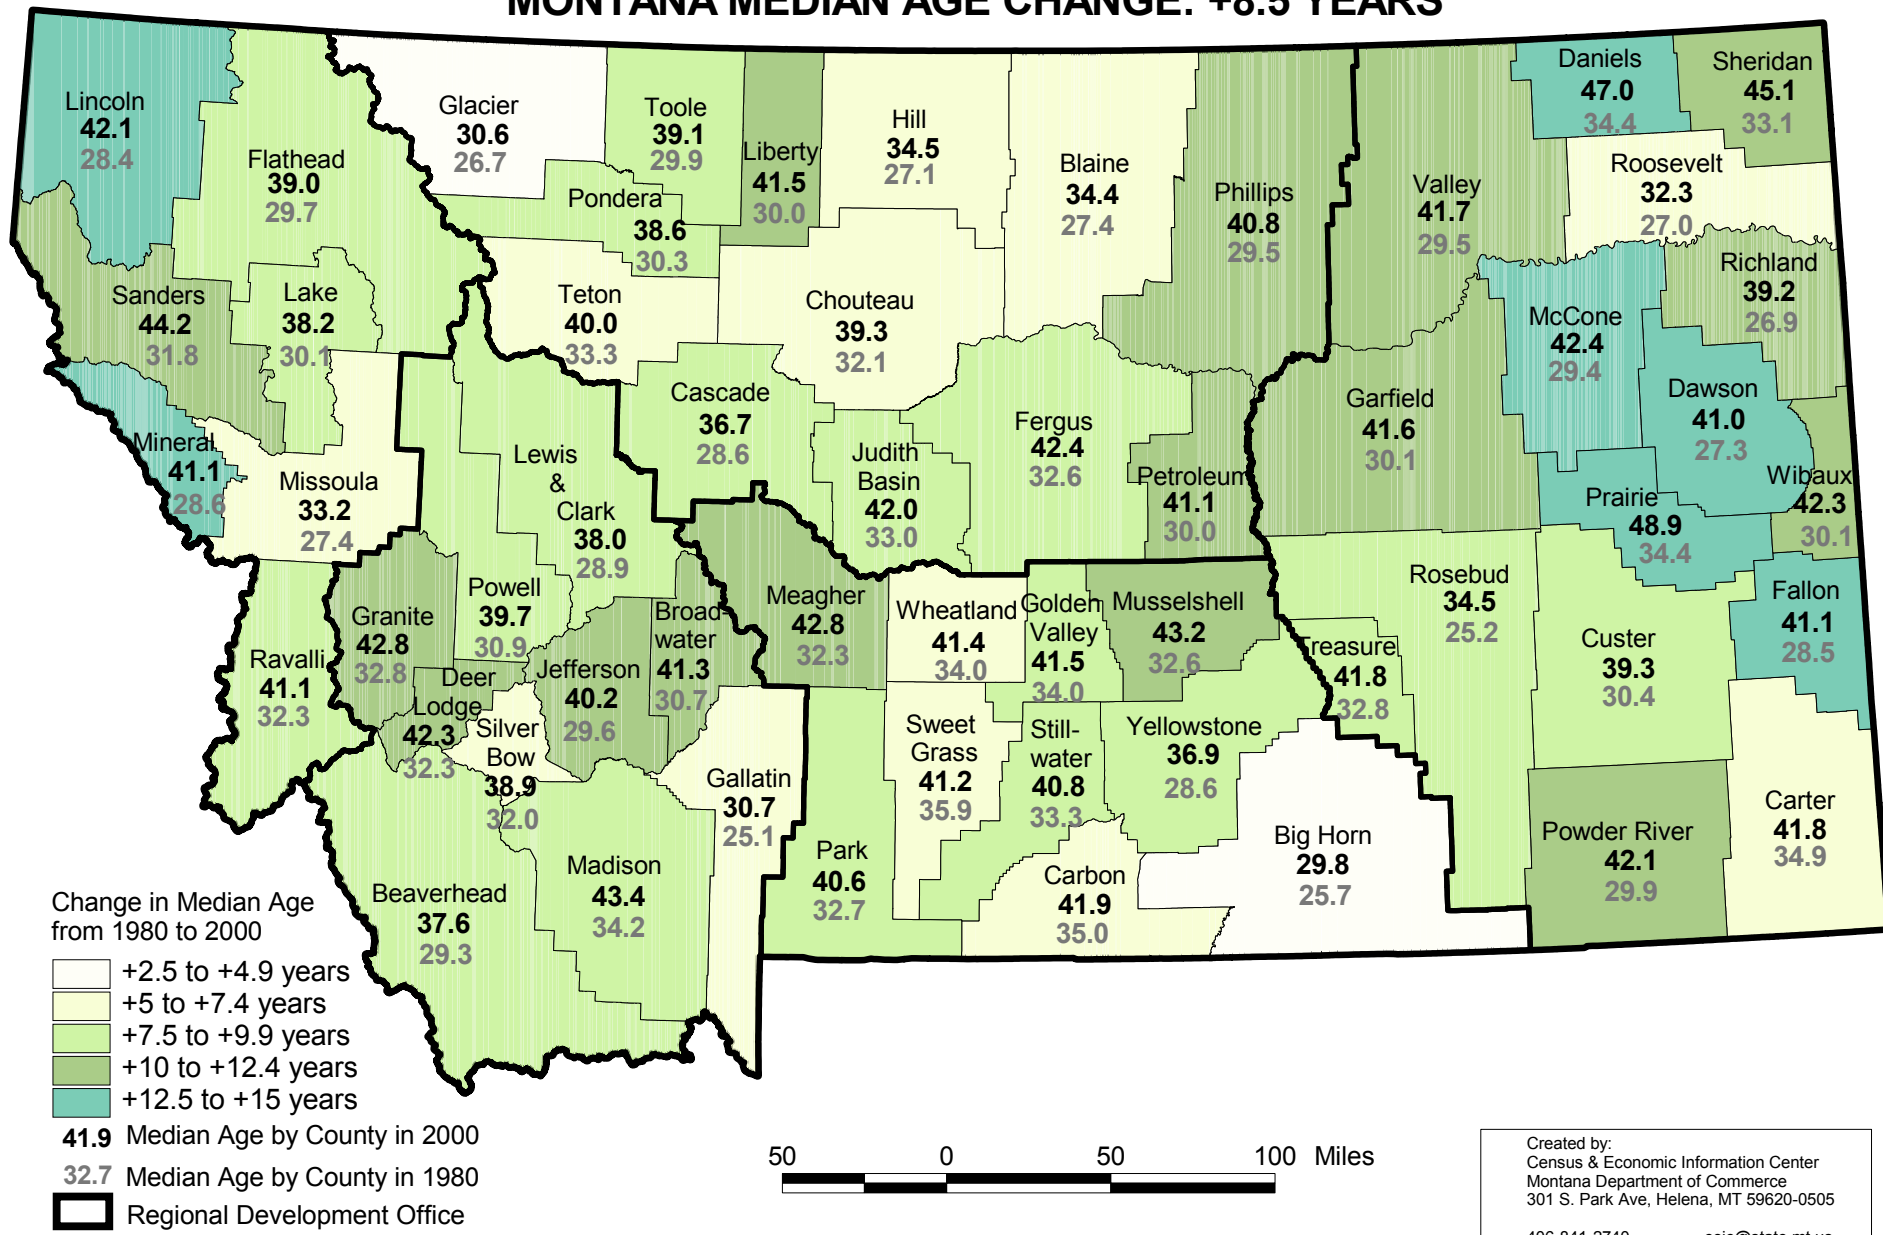 MONTANA MEDIAN AGE CHANGE: +8.5 YEARS
Lincoln
42.1
28.4
Flathead
39.0
29.7
Glacier
30.6
26.7
Toole
39.1
29.9
Pondera
38.6
30.3
Liberty
41.5
30.0
Hill
34.5
27.1
Blaine
34.4
27.4
Phillips
40.8
29.5
Valley
41.7
29.5
Daniels
47.0
34.4
Sheridan
45.1
33.1
Roosevelt
32.3
27.0
Sanders
44.2
31.8
Lake
38.2
30.1
Teton
40.0
33.3
Chouteau
39.3
32.1
McCone
42.4
29.4
Richland
39.2
26.9
Cascade
36.7
28.6
Judith
Basin
42.0
33.0
Fergus
42.4
32.6
Petroleum
41.1
30.0
Garfield
41.6
30.1
Dawson
41.0
27.3
Wibaux
42.3
30.1
Prairie
48.9
34.4
Mineral
41.1
28.6
Missoula
33.2
27.4
Lewis
&
Clark
38.0
28.9
Powell
39.7
30.9
Granite
42.8
32.8
Ravalli
41.1
32.3
Deer
Lodge
42.3
32.3
Silver
Bow
38.9
32.0
Jefferson
40.2
29.6
Broad-
water
41.3
30.7
Meagher
42.8
32.3
Wheatland
41.4
34.0
Golden
Valley
41.5
34.0
Musselshell
43.2
32.6
Treasure
41.8
32.8
Rosebud
34.5
25.2
Custer
39.3
30.4
Fallon
41.1
28.5
Gallatin
30.7
25.1
Park
40.6
32.7
Sweet
Grass
41.2
35.9
Still-
water
40.8
33.3
Yellowstone
36.9
28.6
Carbon
41.9
35.0
Big Horn
29.8
25.7
Powder River
42.1
29.9
Carter
41.8
34.9
Beaverhead
37.6
29.3
Madison
43.4
34.2
Change in Median Age
from 1980 to 2000
+2.5 to +4.9 years
+5 to +7.4 years
+7.5 to +9.9 years
+10 to +12.4 years
+12.5 to +15 years
41.9 Median Age by County in 2000
32.7 Median Age by County in 1980
Regional Development Office
50 0 50 100 Miles
Created by:
Census & Economic Information Center
Montana Department of Commerce
301 S. Park Ave, Helena, MT 59620-0505